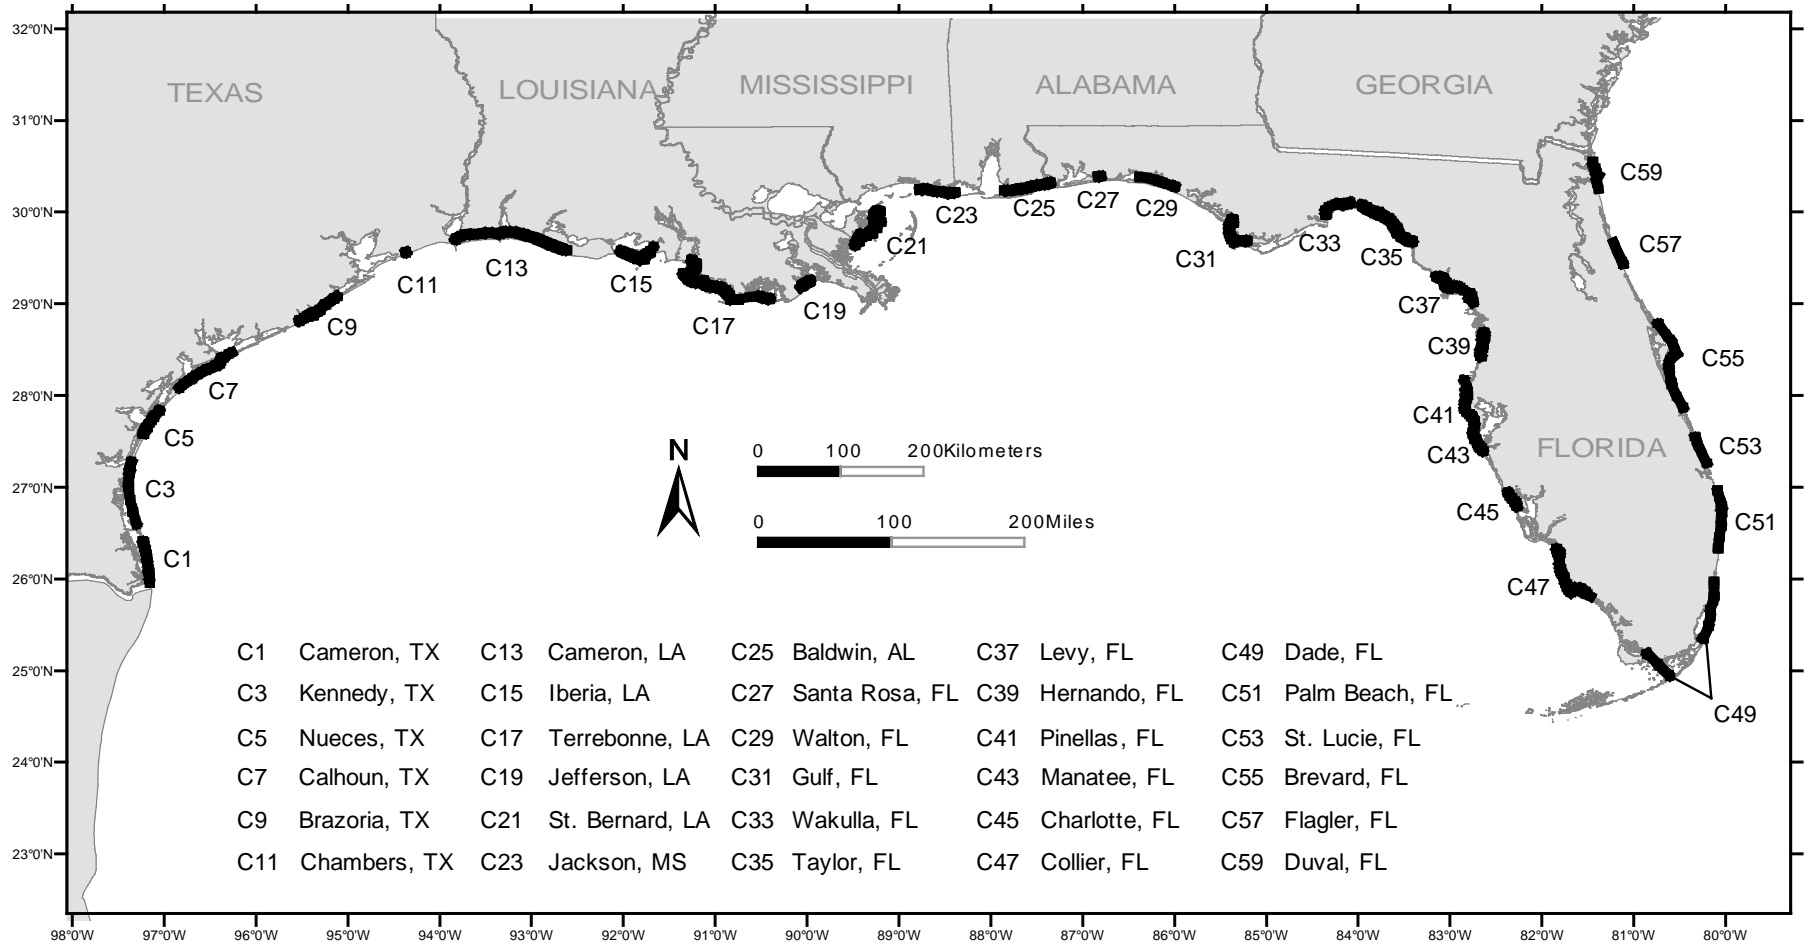 32°0'N
TEXAS
LOUISIANA
MISSISSIPPI
ALABAMA
GEORGIA
31°0'N
C59
30°0'N
C23
C25
C27
C29
C21
C33
C35
C57
C31
C13
C11
C15
29°0'N
C19
C17
C9
C37
C39
C55
28°0'N
C7
C41
C5
N
0 100 200Kilometers
C43
FLORIDA
C53
27°0'N
C3
C45
0 100 200Miles
C51
C1
26°0'N
C47
C1 Cameron, TX C13 Cameron, LA C25 Baldwin, AL C37 Levy, FL C49 Dade, FL
25°0'N
C3 Kennedy, TX C15 Iberia, LA C27 Santa Rosa, FL C39 Hernando, FL C51 Palm Beach, FL
C49
C5 Nueces, TX C17 Terrebonne, LA C29 Walton, FL C41 Pinellas, FL C53 St. Lucie, FL
24°0'N
C7 Calhoun, TX C19 Jefferson, LA C31 Gulf, FL C43 Manatee, FL C55 Brevard, FL
C9 Brazoria, TX C21 St. Bernard, LA C33 Wakulla, FL C45 Charlotte, FL C57 Flagler, FL
23°0'N
C11 Chambers, TX C23 Jackson, MS C35 Taylor, FL C47 Collier, FL C59 Duval, FL
98°0'W 97°0'W 96°0'W 95°0'W 94°0'W 93°0'W 92°0'W 91°0'W 90°0'W 89°0'W 88°0'W 87°0'W 86°0'W 85°0'W 84°0'W 83°0'W 82°0'W 81°0'W 80°0'W